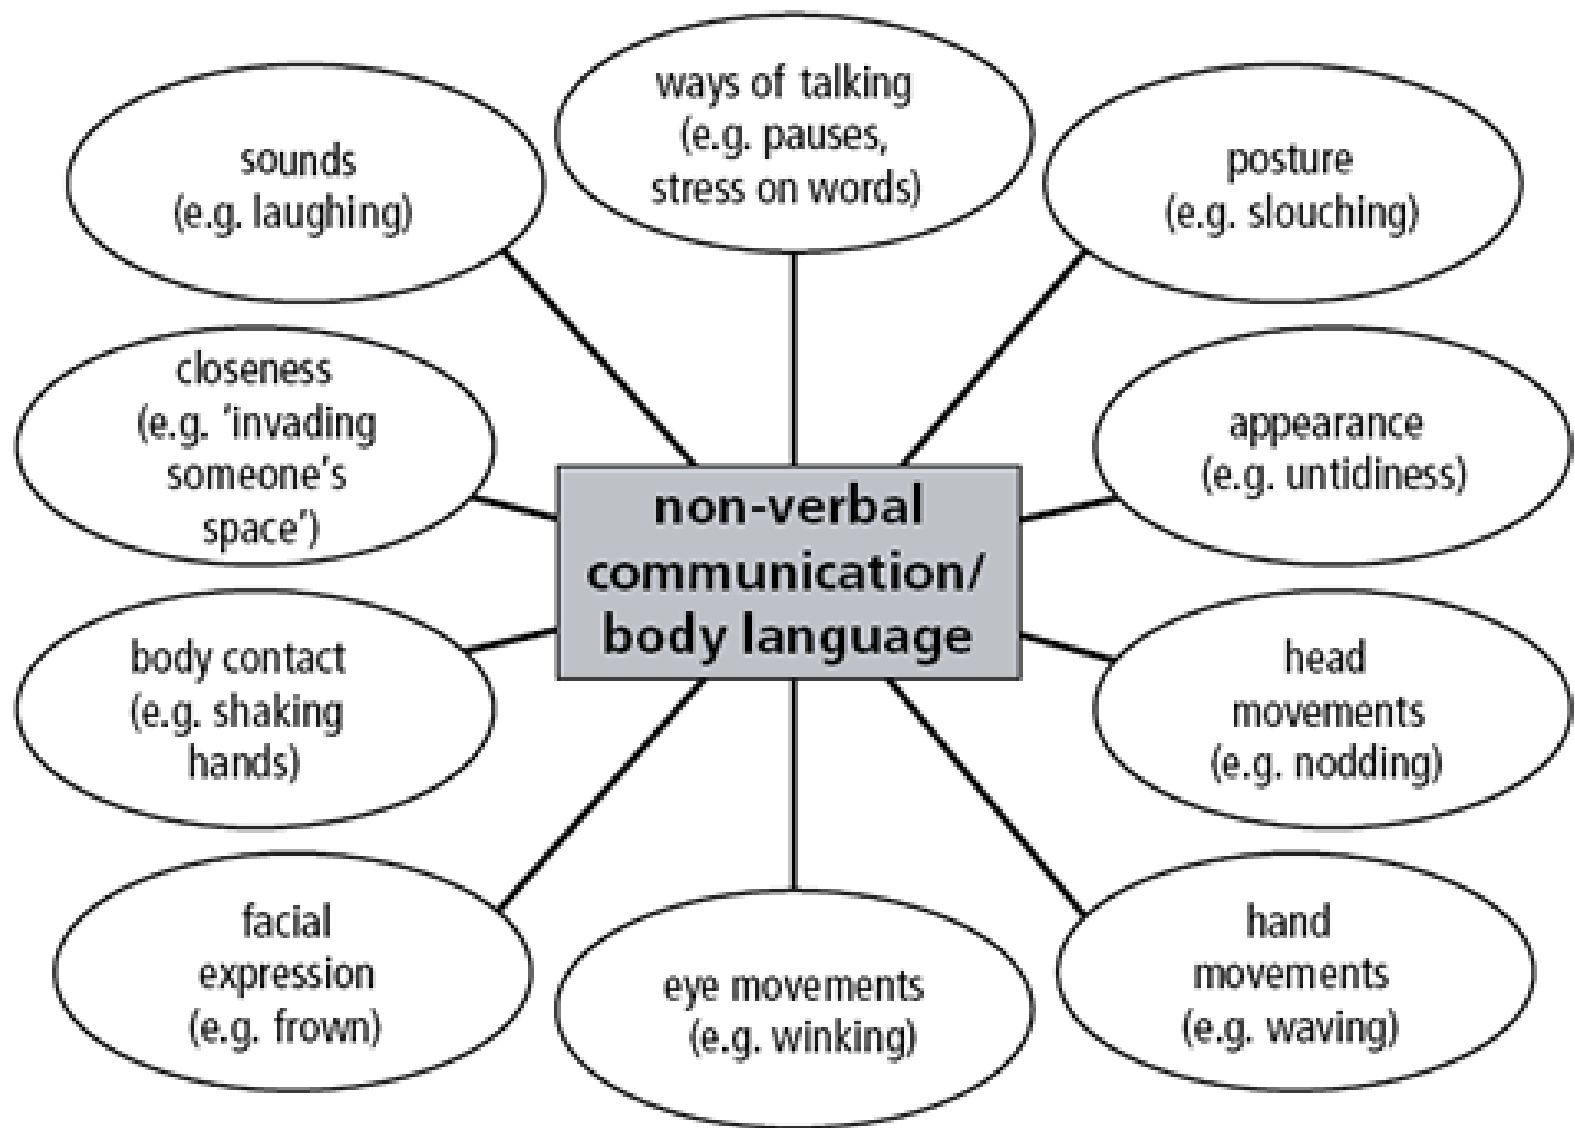 ways of talking
(e.g. pauses,
stress on words)
sounds
(e.g. laughing)
posture
(e.g. slouching)
closeness
(e.g. 'invading
someone's
space')
appearance
(e.g. untidiness)
non-verbal
communication/
body language
body contact
(e.g. shaking
hands)
head
movements
(e.g. nodding)
facial
expression
(e.g. frown)
eye movements
(e.g. winking)
hand
movements
(e.g. waving)